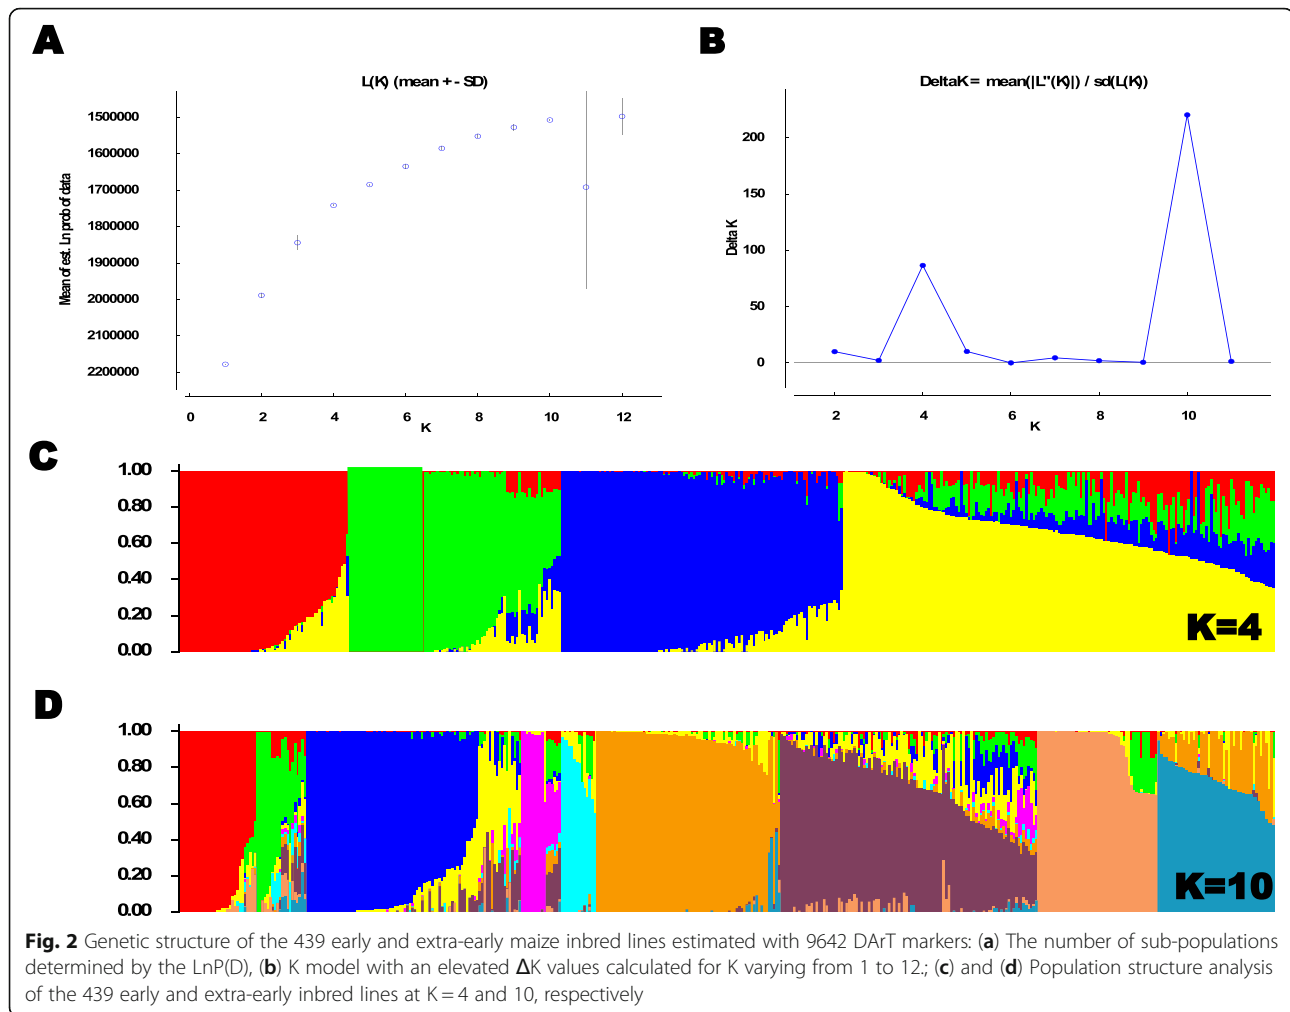 A
B
L(K) (mean +- SD)
DeltaK = mean(|L"(K)|) / sd(L(K))
Mean of est. Ln prob of data
1500000
1600000
1700000
1800000
1900000
2000000
2100000
2200000
0 2 4 6 8 10 12
K
Delta K
200
150
100
50
0
2 4 6 8 10
K
C
1.00
0.80
0.60
0.40
0.20
0.00
K=4
D
1.00
0.80
0.60
0.40
0.20
0.00
K=10
Fig. 2 Genetic structure of the 439 early and extra-early maize inbred lines estimated with 9642 DArT markers: (a) The number of sub-populations
determined by the LnP(D), (b) K model with an elevated ΔK values calculated for K varying from 1 to 12.; (c) and (d) Population structure analysis
of the 439 early and extra-early inbred lines at K = 4 and 10, respectively